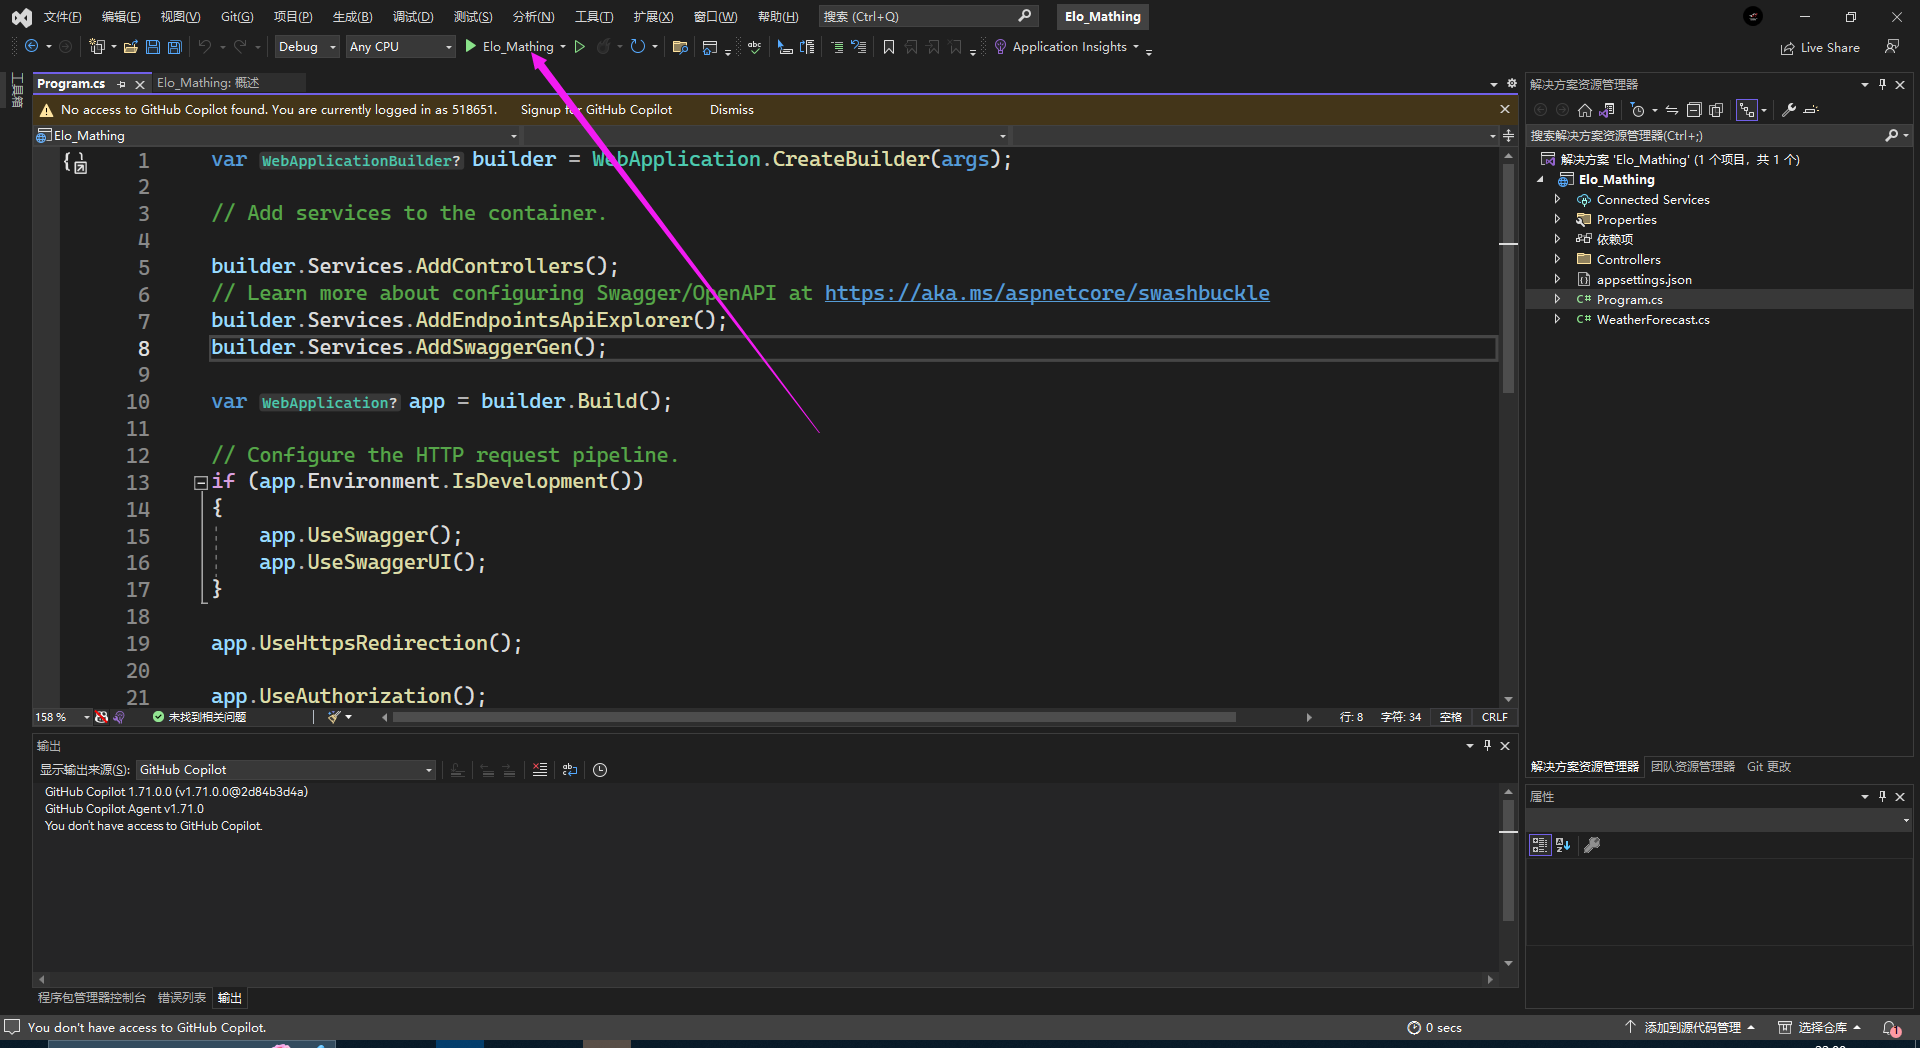 文件(F) 编辑(E) 视图(V) Git(G) 项目(P) 生成(B) 调试(D) 测试(S) 分析(N) 工具(T) 扩展(X) 窗口(W) 帮助(H) 搜索 (Ctrl+Q) Elo_Mathing
Debug Any CPU Elo_Mathing Application Insights Live Share
工具箱
Program.cs Elo_Mathing: 概述
No access to GitHub Copilot found. You are currently logged in as 518651. Signup for GitHub Copilot Dismiss
Elo_Mathing
1 var WebApplicationBuilder? builder = WebApplication.CreateBuilder(args);
2
3 // Add services to the container.
4
5 builder.Services.AddControllers();
6 // Learn more about configuring Swagger/OpenAPI at https://aka.ms/aspnetcore/swashbuckle
7 builder.Services.AddEndpointsApiExplorer();
8 builder.Services.AddSwaggerGen();
9
10 var WebApplication? app = builder.Build();
11
12 // Configure the HTTP request pipeline.
13 if (app.Environment.IsDevelopment())
14 {
15 app.UseSwagger();
16 app.UseSwaggerUI();
17 }
18
19 app.UseHttpsRedirection();
20
21 app.UseAuthorization();
158 % 未找到相关问题 行: 8 字符: 34 空格 CRLF
输出
显示输出来源(S): GitHub Copilot
GitHub Copilot 1.71.0.0 (v1.71.0.0@2d84b3d4a)
GitHub Copilot Agent v1.71.0
You don't have access to GitHub Copilot.
程序包管理器控制台 错误列表 输出
解决方案资源管理器
搜索解决方案资源管理器(Ctrl+;)
解决方案 'Elo_Mathing' (1 个项目, 共 1 个)
Elo_Mathing
Connected Services
Properties
依赖项
Controllers
appsettings.json
C# Program.cs
C# WeatherForecast.cs
解决方案资源管理器 团队资源管理器 Git 更改
属性
You don't have access to GitHub Copilot. 0 secs 添加到源代码管理 选择仓库 1